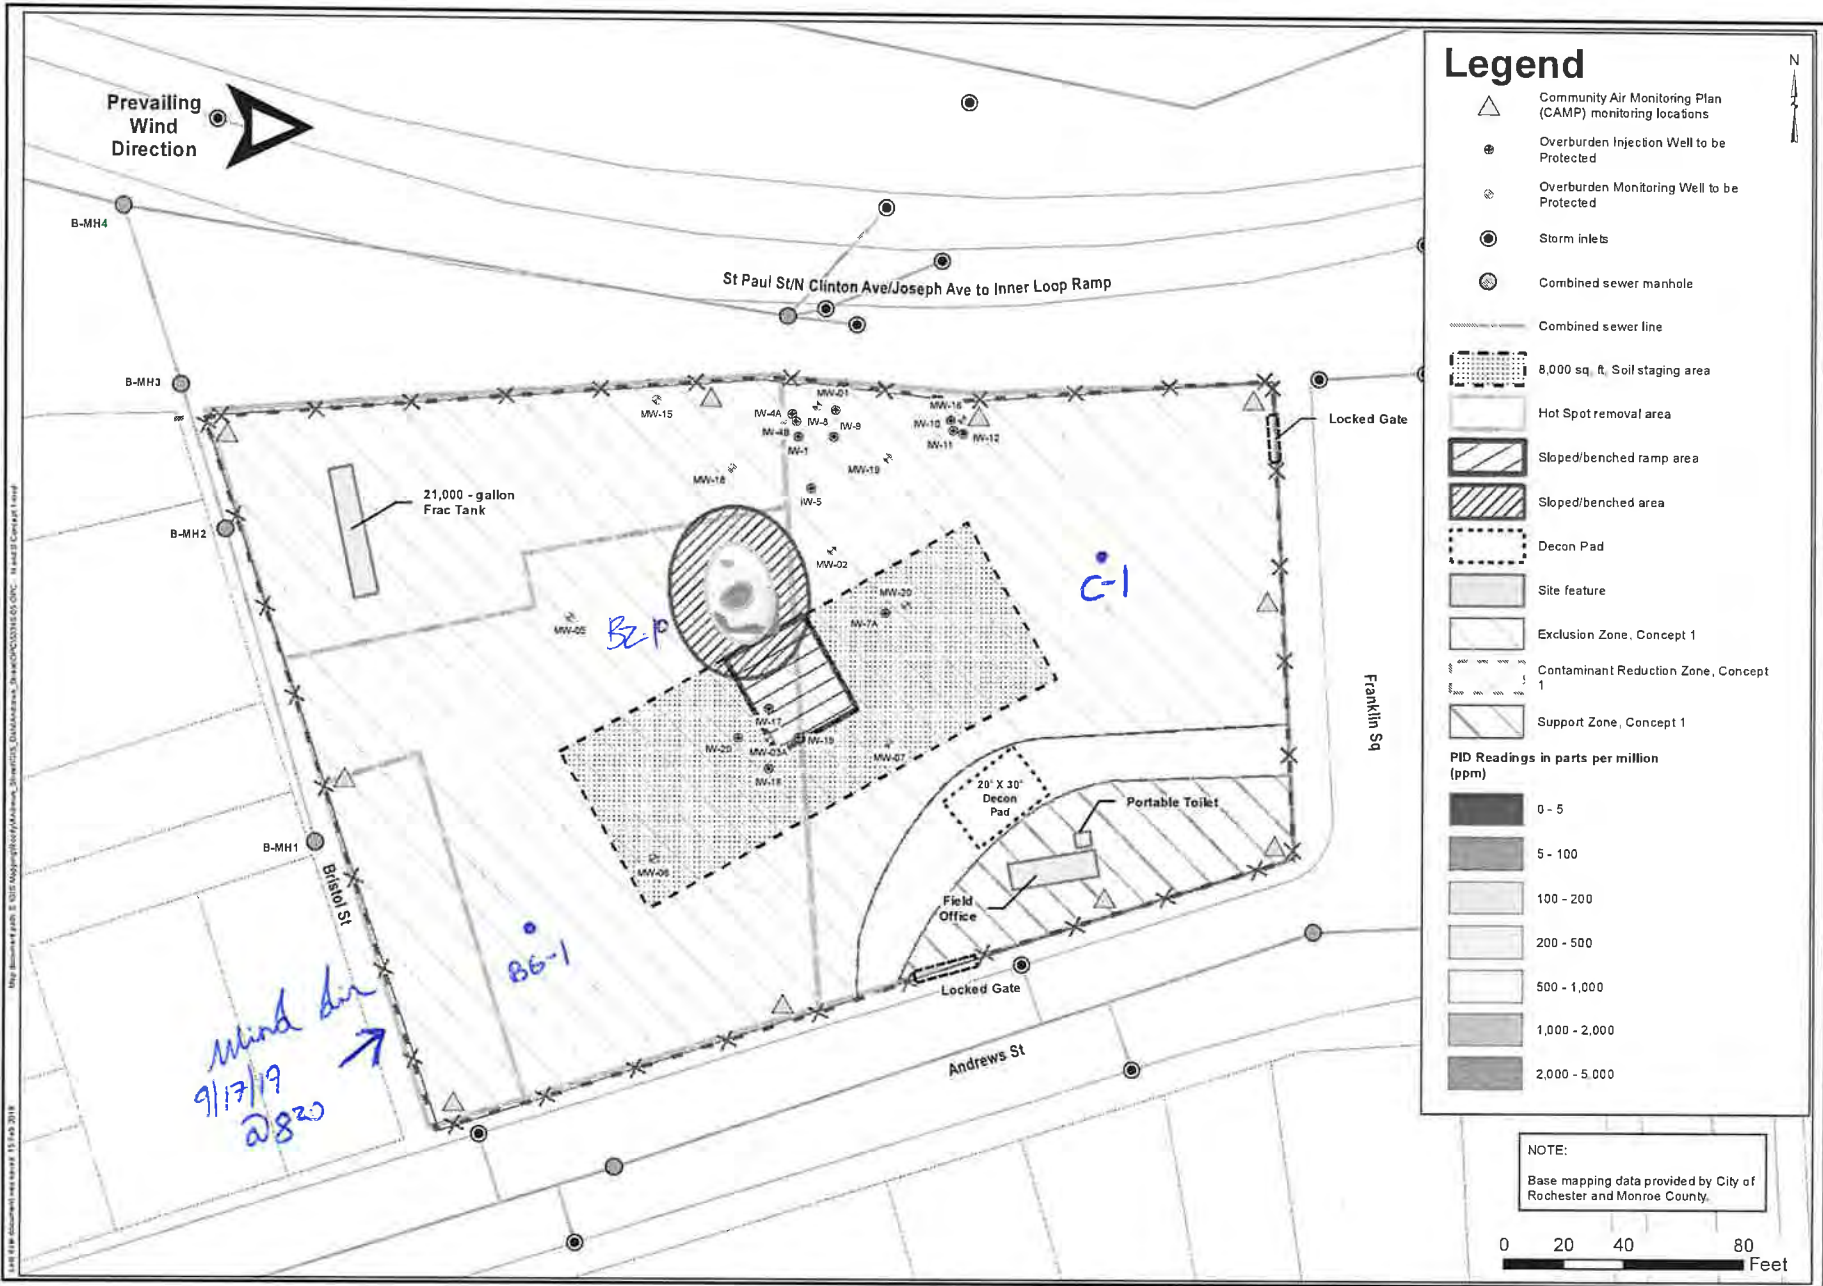 Prevailing
Wind
Direction
B-MH4
St Paul St/N Clinton Ave/Joseph Ave to Inner Loop Ramp
B-MH3
MW-15
MW-01
IW-4A
IW-8
IW-4B
IW-9
IW-1
MW-16
IW-10
IW-11
IW-12
Locked Gate
MW-18
MW-19
IW-5
21,000 - gallon
Frac Tank
B-MH2
MW-02
C-1
MW-05
MW-20
IW-7A
IW-17
IW-20
MW-03A
IW-19
MW-07
IW-18
Franklin Sq
20' X 30'
Decon
Pad
Portable Toilet
B-MH1
Bristol St
MW-06
Field
Office
BG-1
Locked Gate
Andrews St
Wind dir
9/17/19
@ 8 20
Legend
N
Community Air Monitoring Plan
(CAMP) monitoring locations
Overburden Injection Well to be
Protected
Overburden Monitoring Well to be
Protected
Storm inlets
Combined sewer manhole
Combined sewer line
8,000 sq. ft. Soil staging area
Hot Spot removal area
Sloped/benched ramp area
Sloped/benched area
Decon Pad
Site feature
Exclusion Zone, Concept 1
Contaminant Reduction Zone, Concept
1
Support Zone, Concept 1
PID Readings in parts per million
(ppm)
0 - 5
5 - 100
100 - 200
200 - 500
500 - 1,000
1,000 - 2,000
2,000 - 5,000
NOTE:
Base mapping data provided by City of
Rochester and Monroe County.
0 20 40 80
Feet